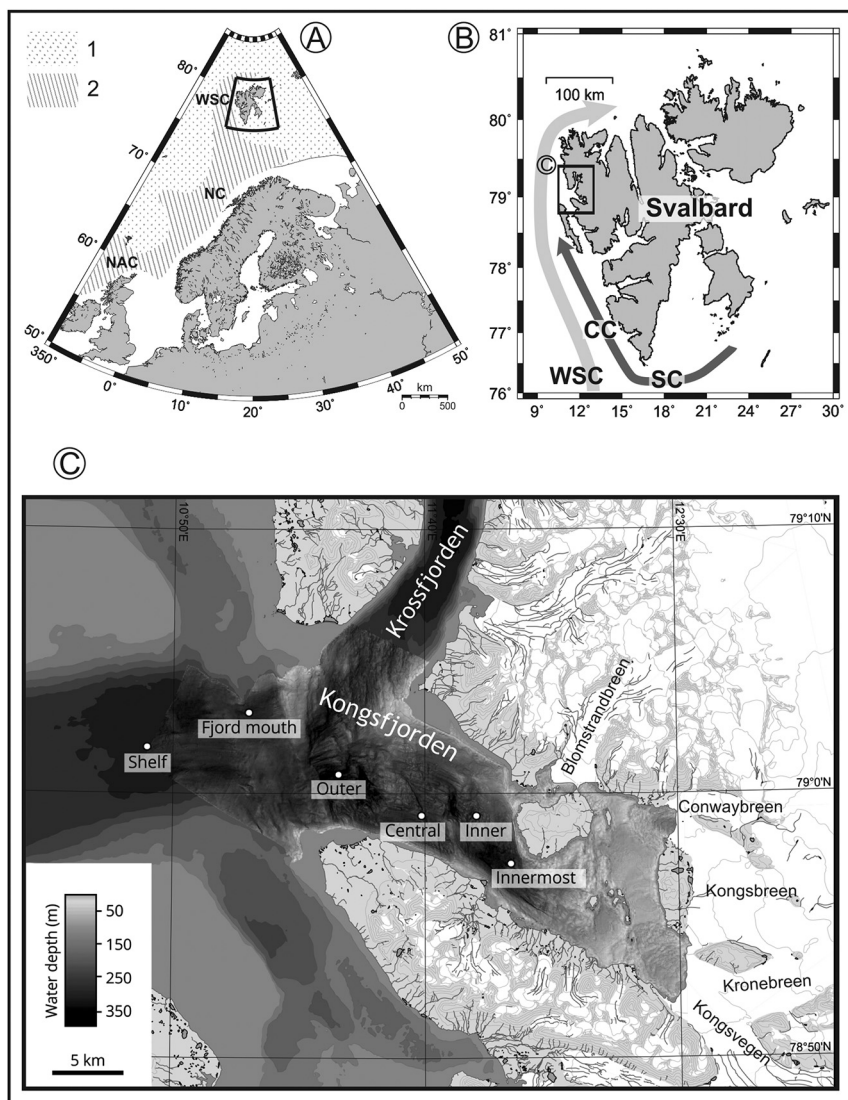 A
1
2
80°
70°
60°
50°
350°
0°
10°
20°
30°
40°
50°
WSC
NC
NAC
km
0 500
B
81°
80°
79°
78°
77°
76°
9°
12°
15°
18°
21°
24°
27°
30°
100 km
C
Svalbard
CC
WSC
SC
C
10°50'E
11°40'E
12°30'E
79°10'N
79°0'N
78°50'N
Krossfjorden
Kongsfjorden
Fjord mouth
Shelf
Outer
Central
Inner
Innermost
Blomstrandbreen
Conwaybreen
Kongsbreen
Kronebreen
Kongsvegen
Water depth (m)
50
150
250
350
5 km